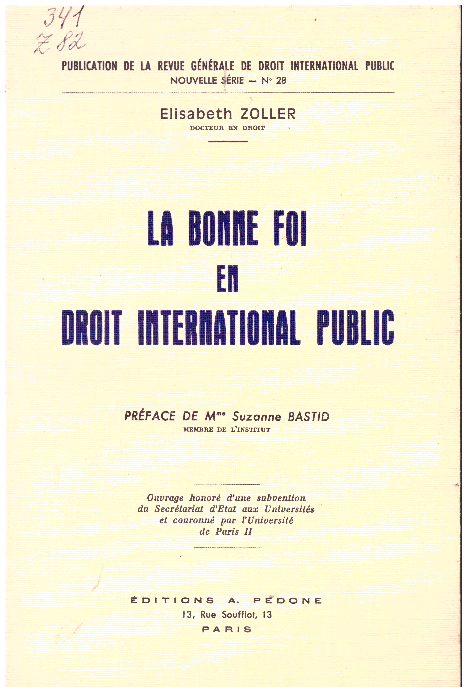 341
Z 82
PUBLICATION DE LA REVUE GÉNÉRALE DE DROIT INTERNATIONAL PUBLIC
NOUVELLE SÉRIE — N° 28
Elisabeth ZOLLER
DOCTEUR EN DROIT
LA BONNE FOI
EN
DROIT INTERNATIONAL PUBLIC
PRÉFACE DE Mme Suzanne BASTID
MEMBRE DE L'INSTITUT
Ouvrage honoré d'une subvention
du Secrétariat d'Etat aux Universités
et couronné par l'Université
de Paris II
ÉDITIONS A. PEDONE
13, Rue Soufflot, 13
PARIS